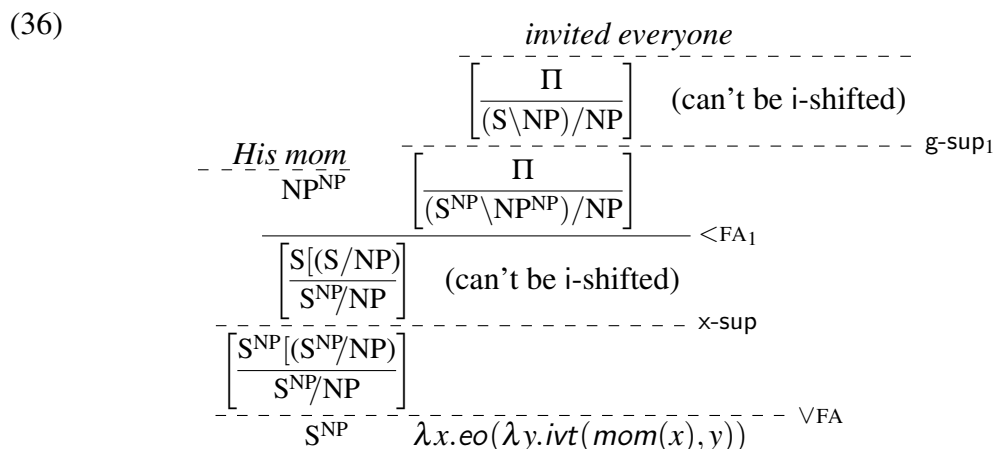 (36)
invited everyone
[Π / (S\NP)/NP] (can't be i-shifted)
g-sup₁
His mom
NP^NP [Π / (S^NP\NP^NP)/NP]
<FA₁
[S[(S/NP) / S^NP/NP] (can't be i-shifted)
x-sup
[S^NP[(S^NP/NP) / S^NP/NP]
∨FA
S^NP λx.eo(λy.ivt(mom(x),y))